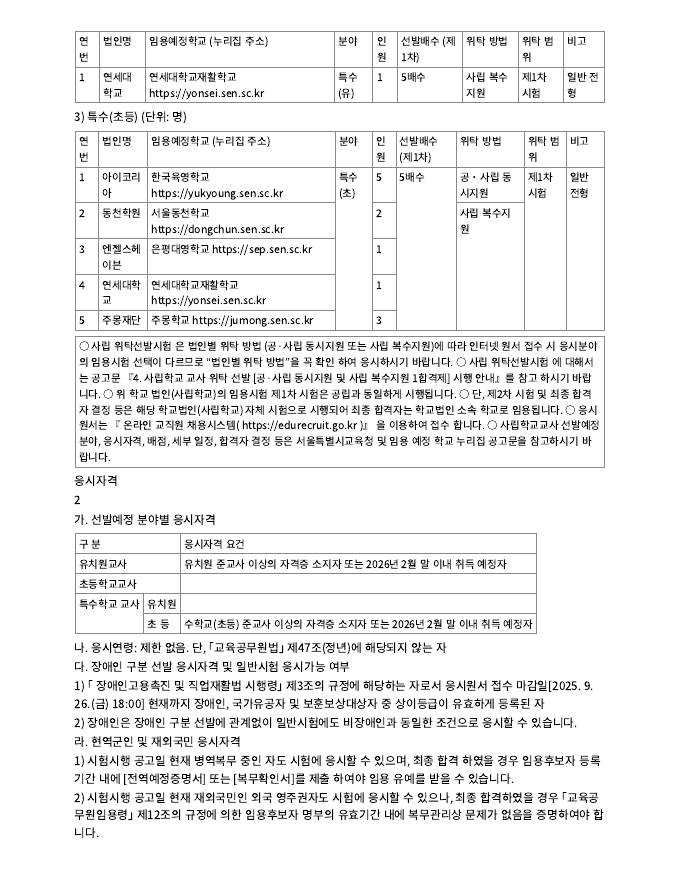 연번 법인명 임용예정학교 (누리집 주소) 분야 인원 선발배수 (제1차) 위탁 방법 위탁 범위 비고
1 연세대학교 연세대학교재활학교 https://yonsei.sen.sc.kr 특수(유) 1 5배수 사립 복수지원 제1차 시험 일반 전형
3) 특수(초등) (단위: 명)
연번 법인명 임용예정학교 (누리집 주소) 분야 인원 선발배수 (제1차) 위탁 방법 위탁 범위 비고
1 아이코리아 한국육영학교 https://yukyoung.sen.sc.kr 특수(초) 5 5배수 공・사립 동시지원 제1차 시험 일반 전형
2 동천학원 서울동천학교 https://dongchun.sen.sc.kr 2 사립 복수지원
3 엔젤스헤이븐 은평대영학교 https://sep.sen.sc.kr 1
4 연세대학교 연세대학교재활학교 https://yonsei.sen.sc.kr 1
5 주몽재단 주몽학교 https://jumong.sen.sc.kr 3
○ 사립 위탁선발시험 은 법인별 위탁 방법 (공·사립 동시지원 또는 사립 복수지원)에 따라 인터넷 원서 접수 시 응시분야
의 임용시험 선택이 다르므로 “법인별 위탁 방법”을 꼭 확인 하여 응시하시기 바랍니다. ○ 사립 위탁선발시험 에 대해서
는 공고문 『4. 사립학교 교사 위탁 선발 [공·사립 동시지원 및 사립 복수지원 1합격제] 시행 안내』를 참고 하시기 바랍
니다. ○ 위 학교 법인(사립학교)의 임용시험 제1차 시험은 공립과 동일하게 시행됩니다. ○ 단, 제2차 시험 및 최종 합격
자 결정 등은 해당 학교법인(사립학교) 자체 시험으로 시행되어 최종 합격자는 학교법인 소속 학교로 임용됩니다. ○ 응시
원서는 『 온라인 교직원 채용시스템( https://edurecruit.go.kr )』 을 이용하여 접수 합니다. ○ 사립학교교사 선발예정
분야, 응시자격, 배점, 세부 일정, 합격자 결정 등은 서울특별시교육청 및 임용 예정 학교 누리집 공고문을 참고하시기 바
랍니다.
응시자격
2
가. 선발예정 분야별 응시자격
구 분 응시자격 요건
유치원교사 유치원 준교사 이상의 자격증 소지자 또는 2026년 2월 말 이내 취득 예정자
초등학교교사
특수학교 교사 유치원
초 등 수학교(초등) 준교사 이상의 자격증 소지자 또는 2026년 2월 말 이내 취득 예정자
나. 응시연령: 제한 없음. 단, ｢교육공무원법｣ 제47조(정년)에 해당되지 않는 자
다. 장애인 구분 선발 응시자격 및 일반시험 응시가능 여부
1) ｢ 장애인고용촉진 및 직업재활법 시행령｣ 제3조의 규정에 해당하는 자로서 응시원서 접수 마감일[2025. 9.
26.(금) 18:00] 현재까지 장애인, 국가유공자 및 보훈보상대상자 중 상이등급이 유효하게 등록된 자
2) 장애인은 장애인 구분 선발에 관계없이 일반시험에도 비장애인과 동일한 조건으로 응시할 수 있습니다.
라. 현역군인 및 재외국민 응시자격
1) 시험시행 공고일 현재 병역복무 중인 자도 시험에 응시할 수 있으며, 최종 합격 하였을 경우 임용후보자 등록
기간 내에 [전역예정증명서] 또는 [복무확인서]를 제출 하여야 임용 유예를 받을 수 있습니다.
2) 시험시행 공고일 현재 재외국민인 외국 영주권자도 시험에 응시할 수 있으나, 최종 합격하였을 경우 ｢교육공
무원임용령｣ 제12조의 규정에 의한 임용후보자 명부의 유효기간 내에 복무관리상 문제가 없음을 증명하여야 합
니다.